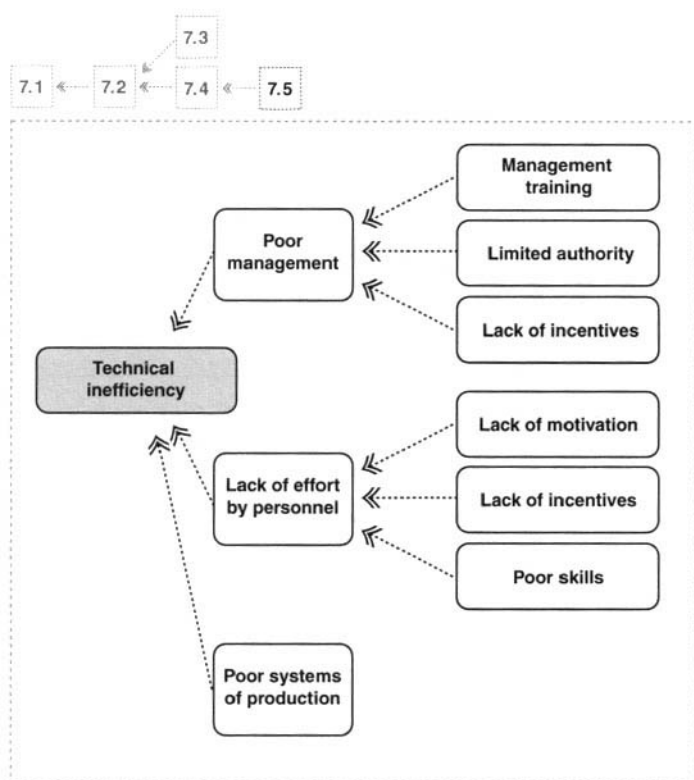 7.3
7.1
7.2
7.4
7.5
Management
training
Poor
management
Limited authority
Lack of incentives
Technical
inefficiency
Lack of motivation
Lack of effort
by personnel
Lack of incentives
Poor skills
Poor systems
of production